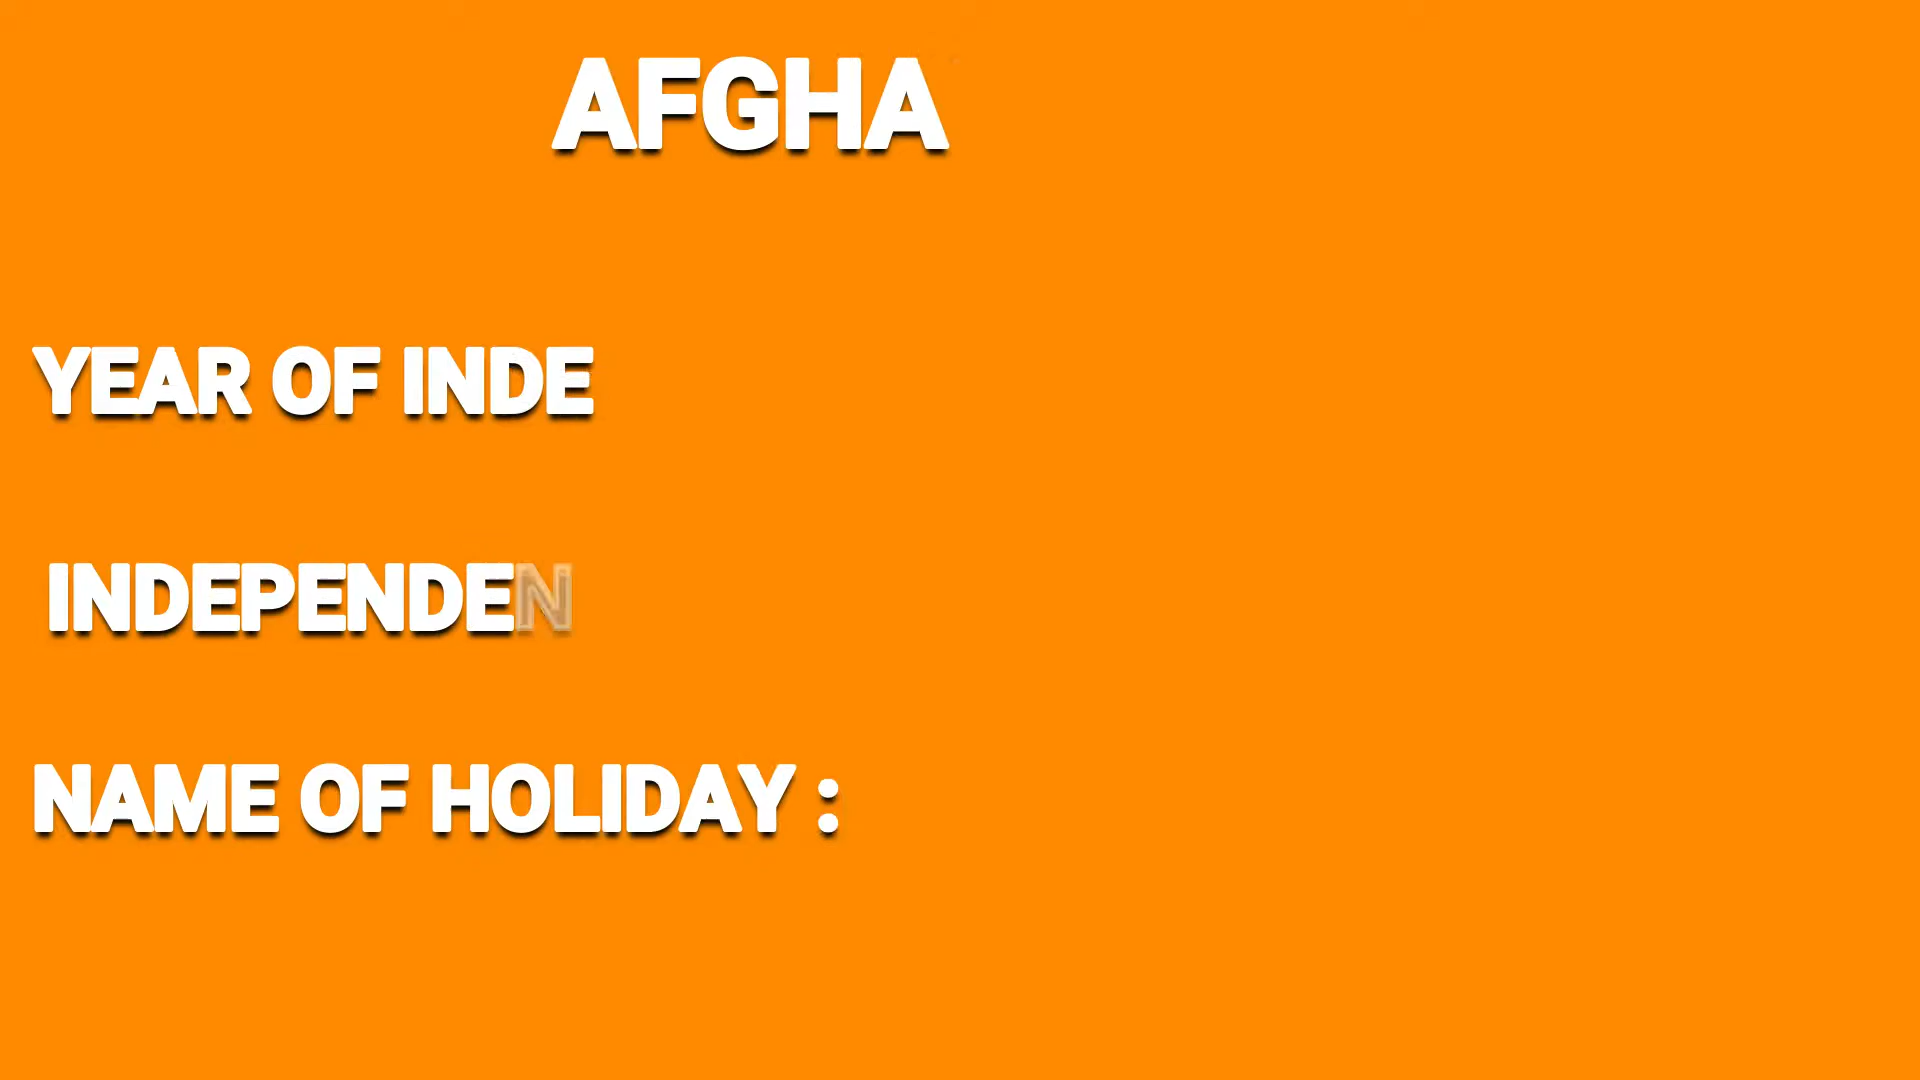 AFGHA
YEAR OF INDE
INDEPENDEN
NAME OF HOLIDAY :